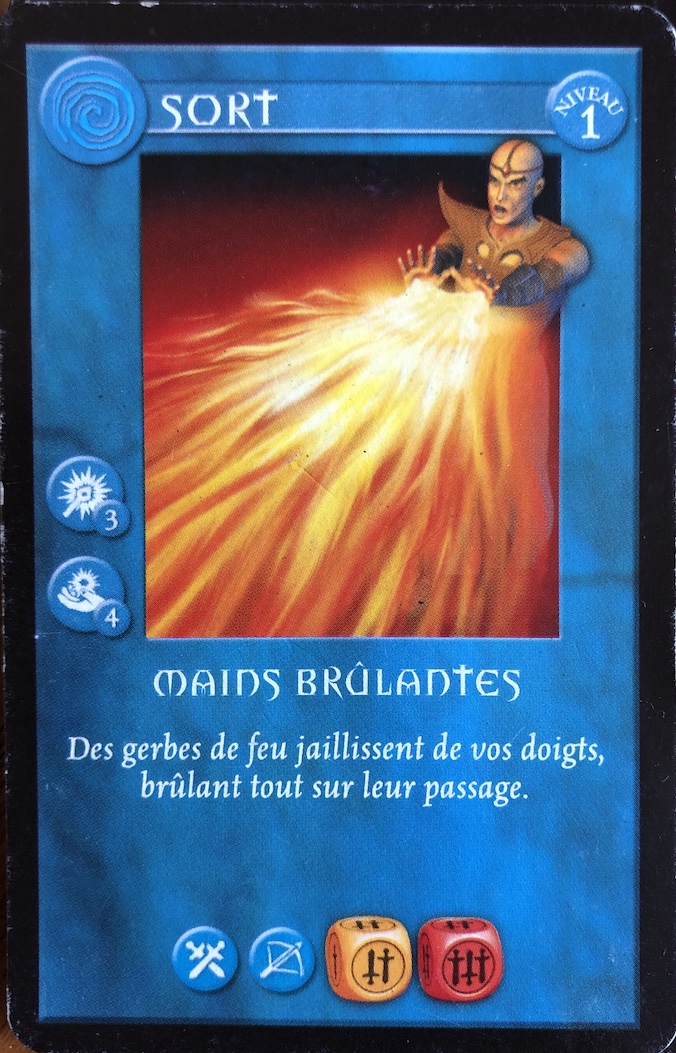 SORT
NIVEAU
1
3
4
MAINS BRÛLANTES
Des gerbes de feu jaillissent de vos doigts,
brûlant tout sur leur passage.